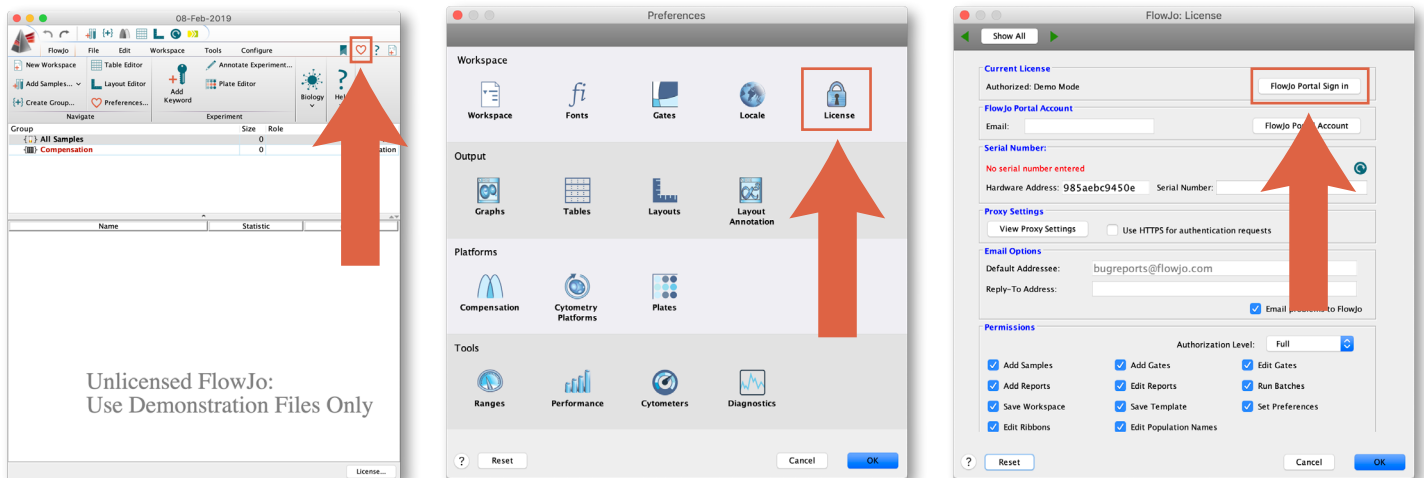 08-Feb-2019
FlowJo File Edit Workspace Tools Configure ?
New Workspace Table Editor Annotate Experiment...
Add Samples... Layout Editor Add Keyword Plate Editor Biology
{+} Create Group... Preferences...
Navigate Experiment
Group Size Role
All Samples 0
Compensation 0
Name Statistic
Unlicensed FlowJo:
Use Demonstration Files Only
License...
Preferences
Workspace
Workspace Fonts Gates Locale License
Output
Graphs Tables Layouts Layout Annotation
Platforms
Compensation Cytometry Platforms Plates
Tools
Ranges Performance Cytometers Diagnostics
? Reset Cancel OK
FlowJo: License
Show All
Current License
Authorized: Demo Mode FlowJo Portal Sign in
FlowJo Portal Account
Email: FlowJo Account
Serial Number:
No serial number entered
Hardware Address: 985aebc9450e Serial Number:
Proxy Settings
View Proxy Settings Use HTTPS for authentication requests
Email Options
Default Addressee: bugreports@flowjo.com
Reply-To Address:
Email to FlowJo
Permissions
Authorization Level: Full
Add Samples Add Gates Edit Gates
Add Reports Edit Reports Run Batches
Save Workspace Save Template Set Preferences
Edit Ribbons Edit Population Names
? Reset Cancel OK